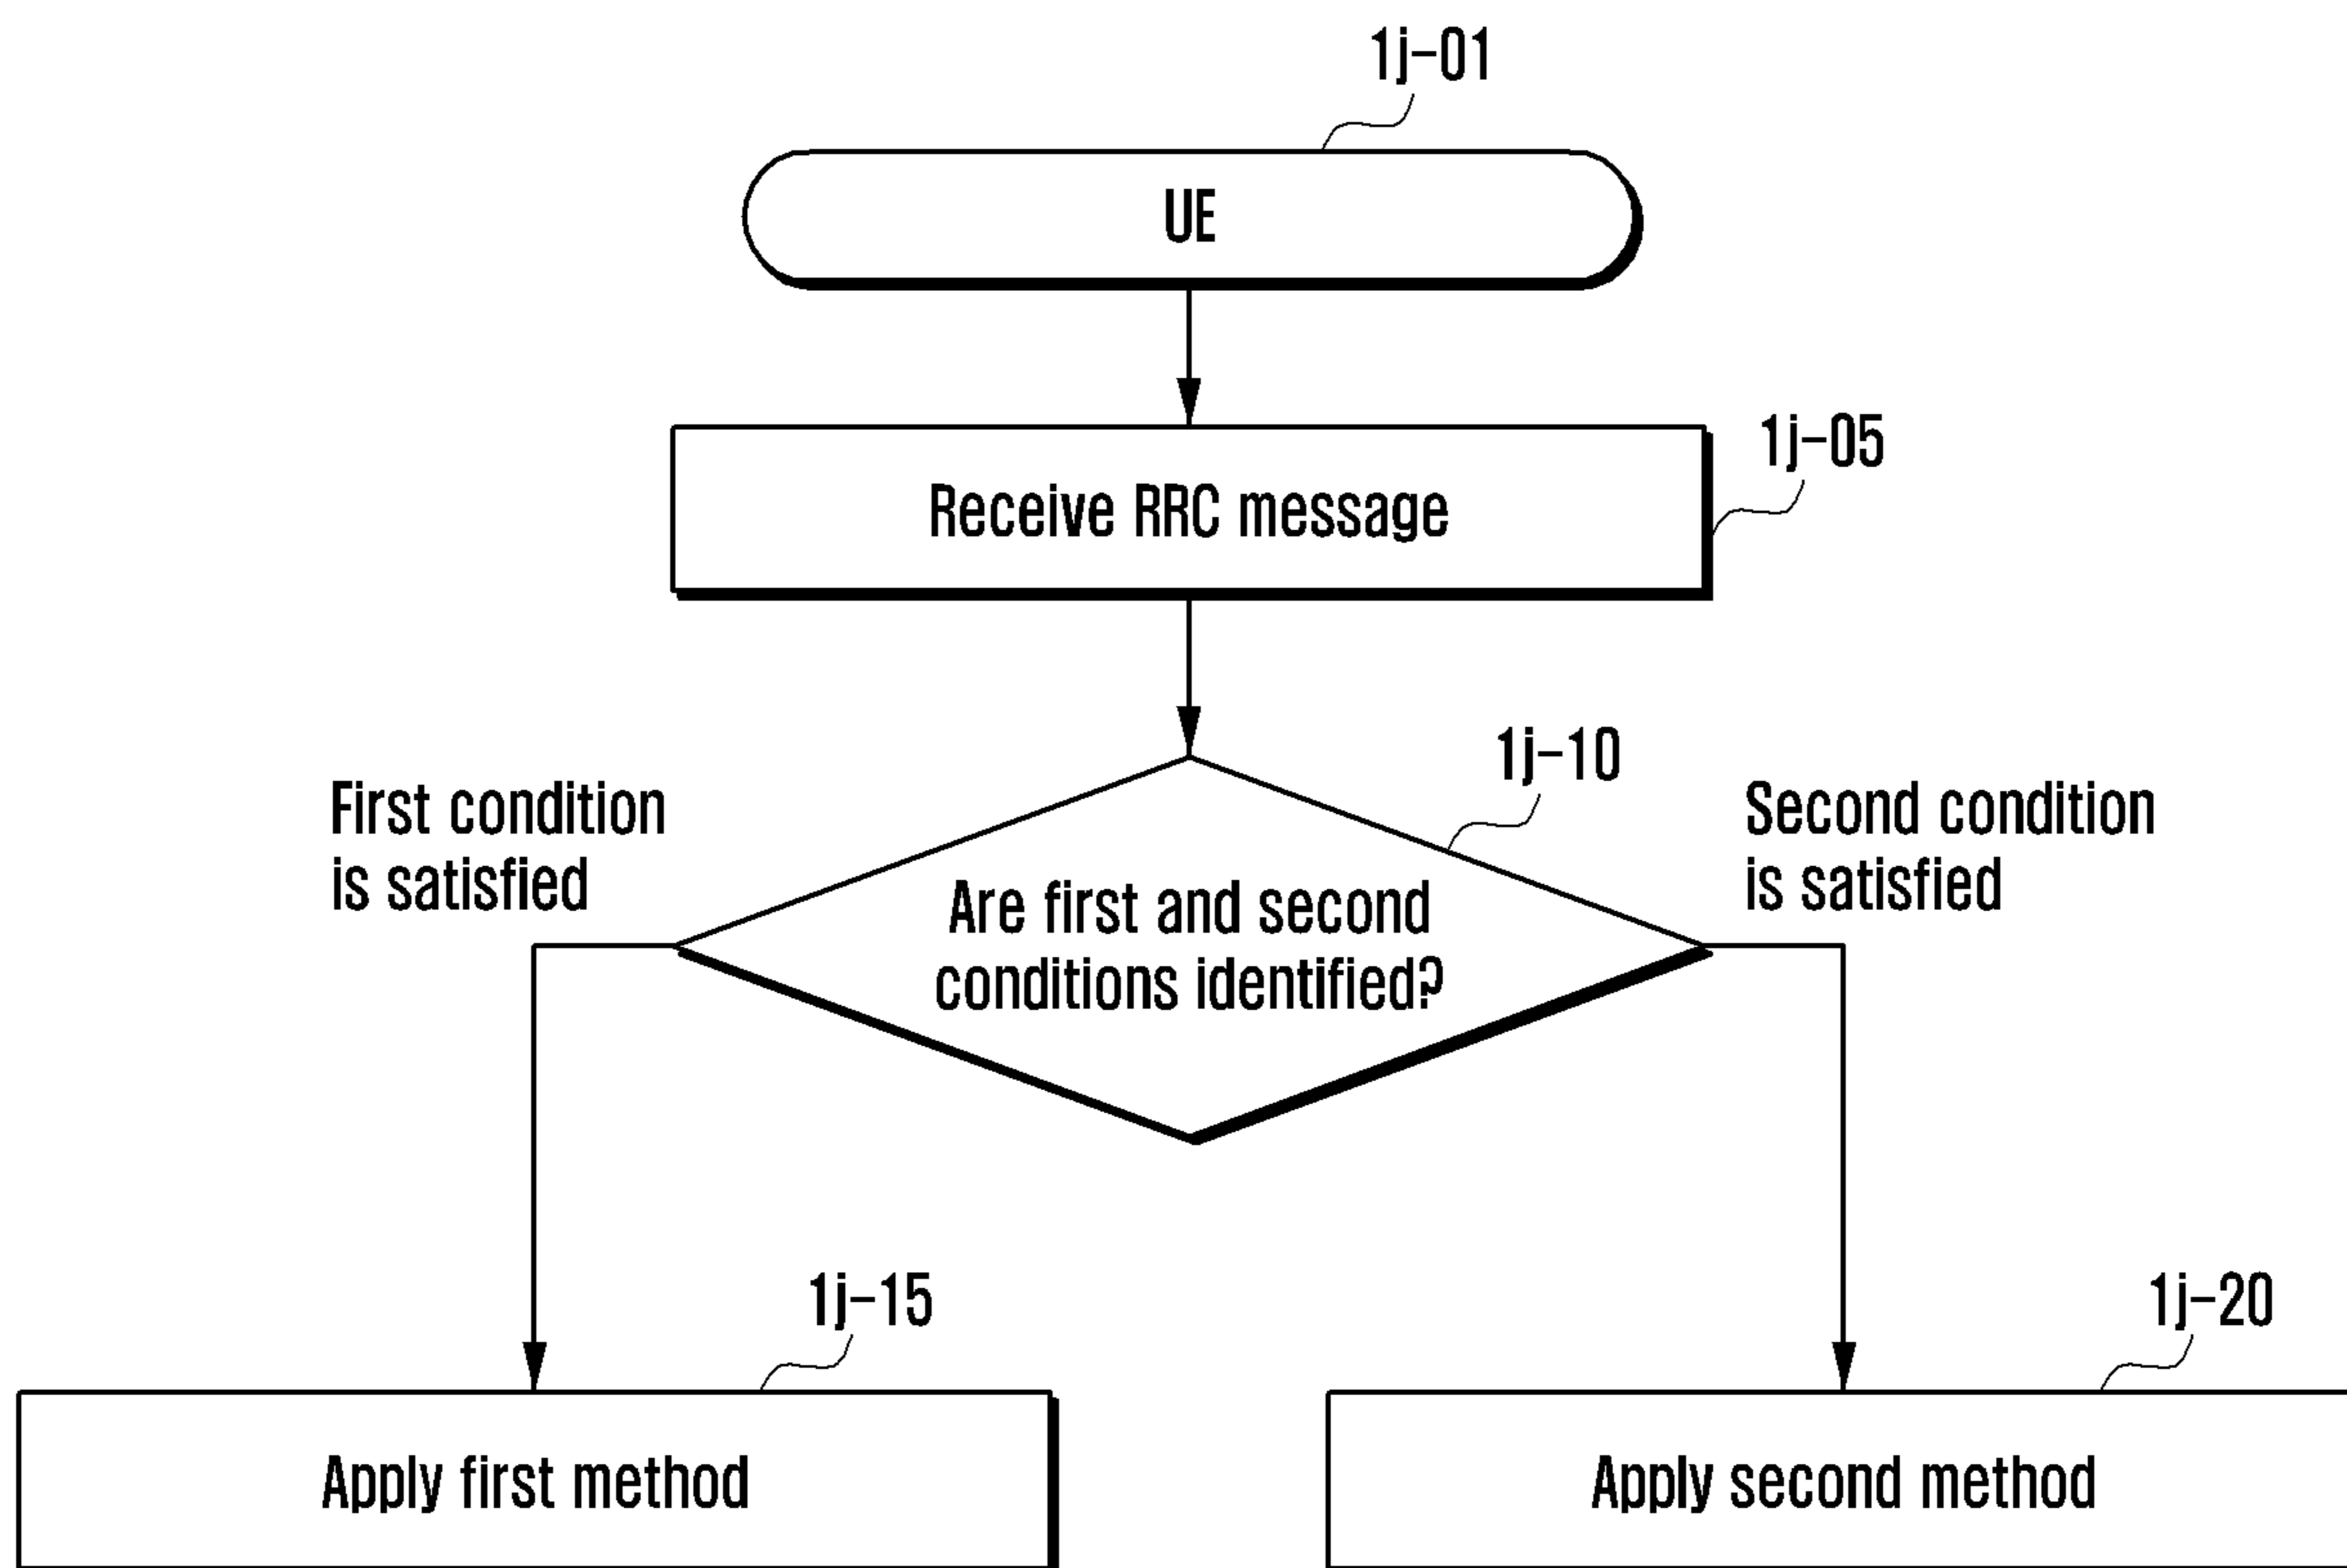 1j-01
UE
1j-05
Receive RRC message
1j-10
First condition
is satisfied
Second condition
is satisfied
Are first and second
conditions identified?
1j-15
1j-20
Apply first method
Apply second method